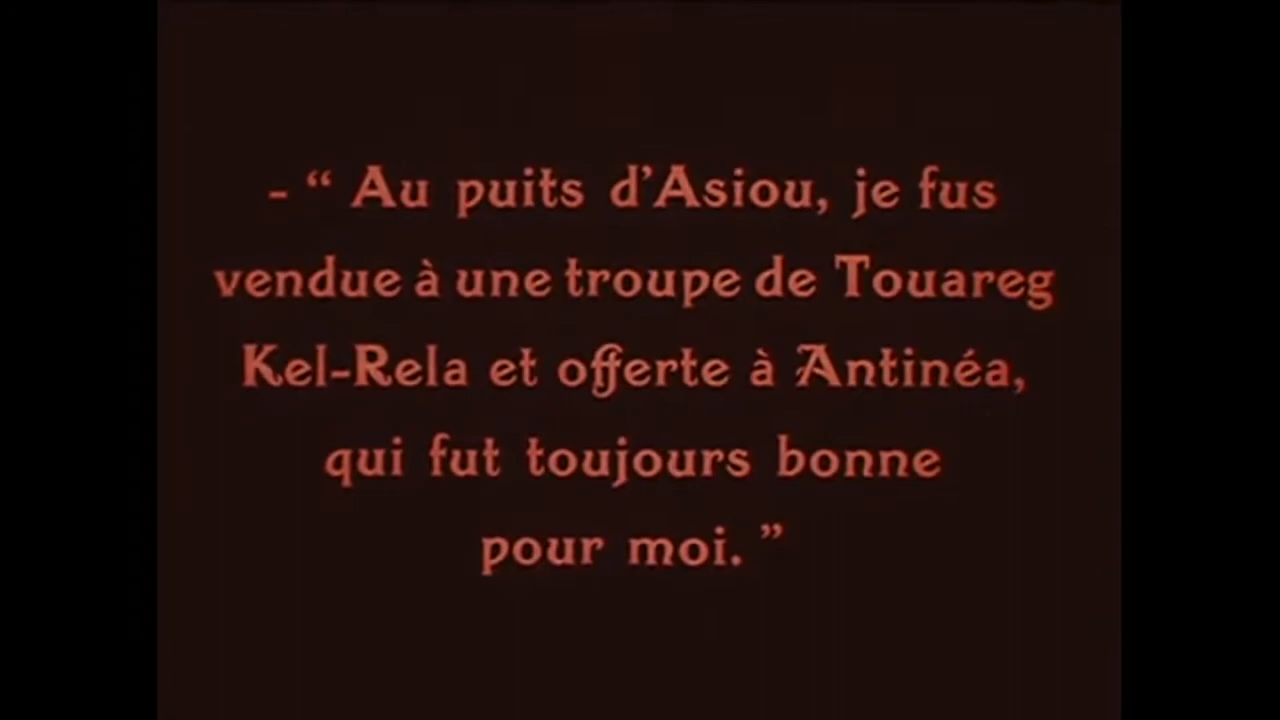 - “ Au puits d’Asiou, je fus
vendue à une troupe de Touareg
Kel-Rela et offerte à Antinéa,
qui fut toujours bonne
pour moi. ”